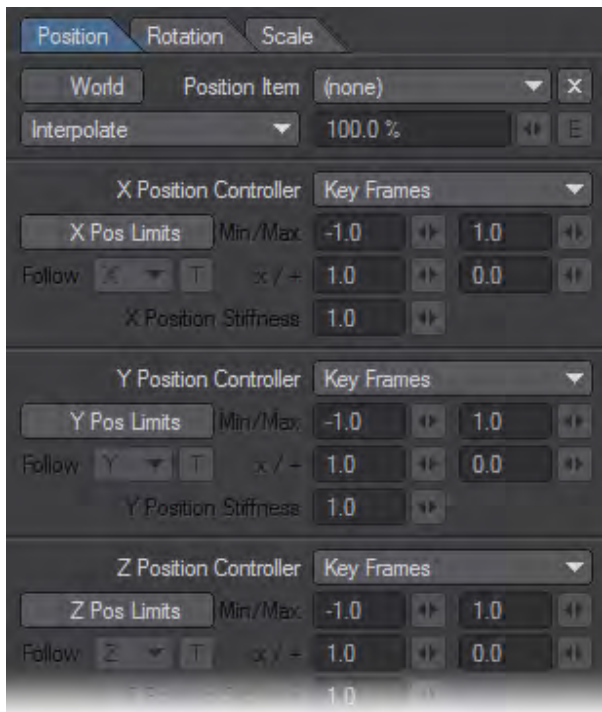 Position Rotation Scale
World Position Item (none) X
Interpolate 100.0 % E
X Position Controller Key Frames
X Pos Limits Min/Max -1.0 1.0
Follow X T x / + 1.0 0.0
X Position Stiffness 1.0
Y Position Controller Key Frames
Y Pos Limits Min/Max -1.0 1.0
Follow Y T x / + 1.0 0.0
Y Position Stiffness 1.0
Z Position Controller Key Frames
Z Pos Limits Min/Max -1.0 1.0
Follow Z T x / + 1.0 0.0
1.0